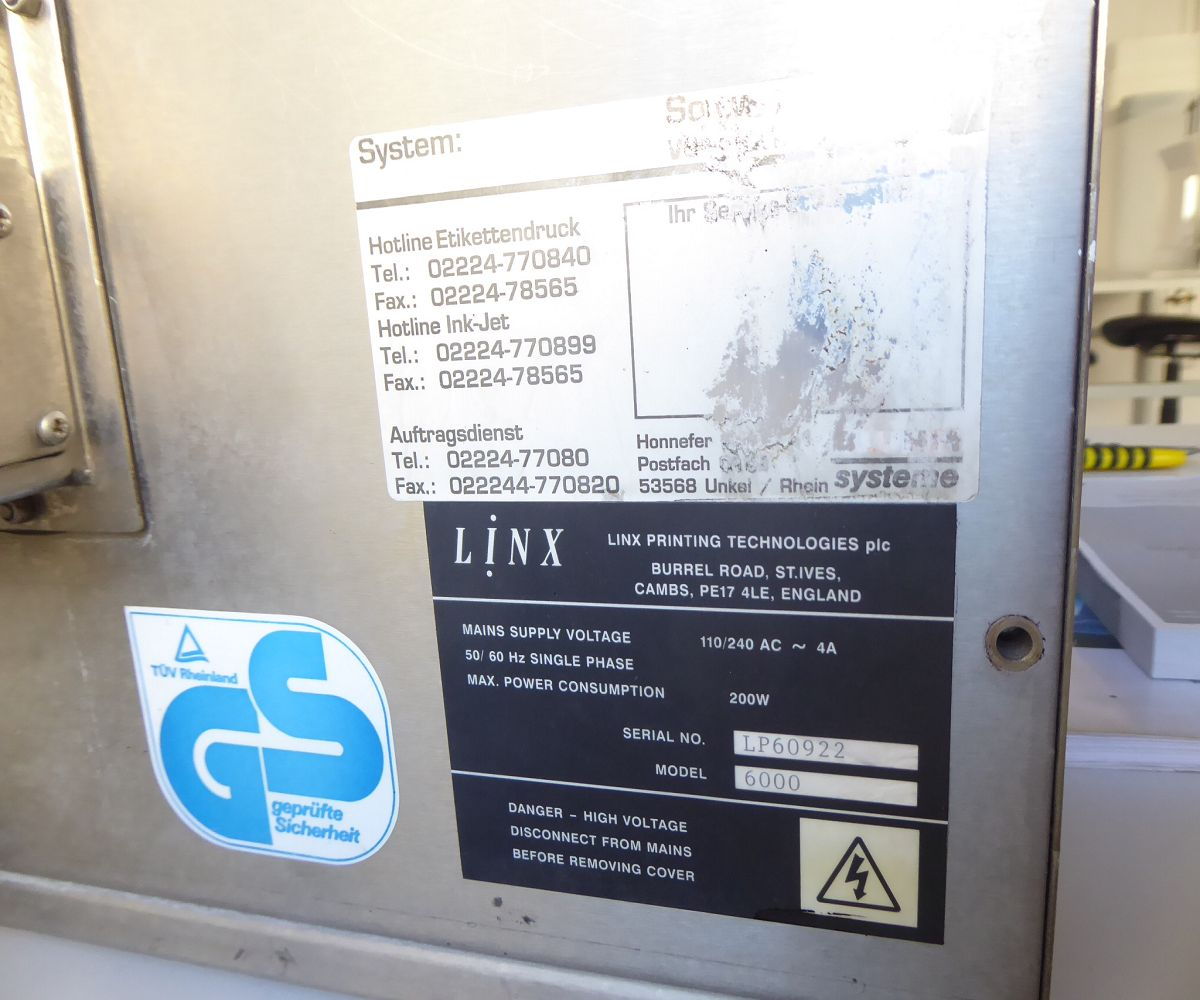 System:
Hotline Etikettendruck
Tel.: 02224-770840
Fax.: 02224-78565
Hotline Ink-Jet
Tel.: 02224-770899
Fax.: 02224-78565
Auftragsdienst
Tel.: 02224-77080
Fax.: 022244-770820
Ihr
Honnefer
Postfach
53568 Unkel / Rhein
systeme
LINX
LINX PRINTING TECHNOLOGIES plc
BURREL ROAD, ST.IVES,
CAMBS, PE17 4LE, ENGLAND
MAINS SUPPLY VOLTAGE 110/240 AC ~ 4A
50/ 60 Hz SINGLE PHASE
MAX. POWER CONSUMPTION 200W
SERIAL NO. LP60922
MODEL 6000
DANGER - HIGH VOLTAGE
DISCONNECT FROM MAINS
BEFORE REMOVING COVER
TÜV Rheinland
GS
geprüfte
Sicherheit